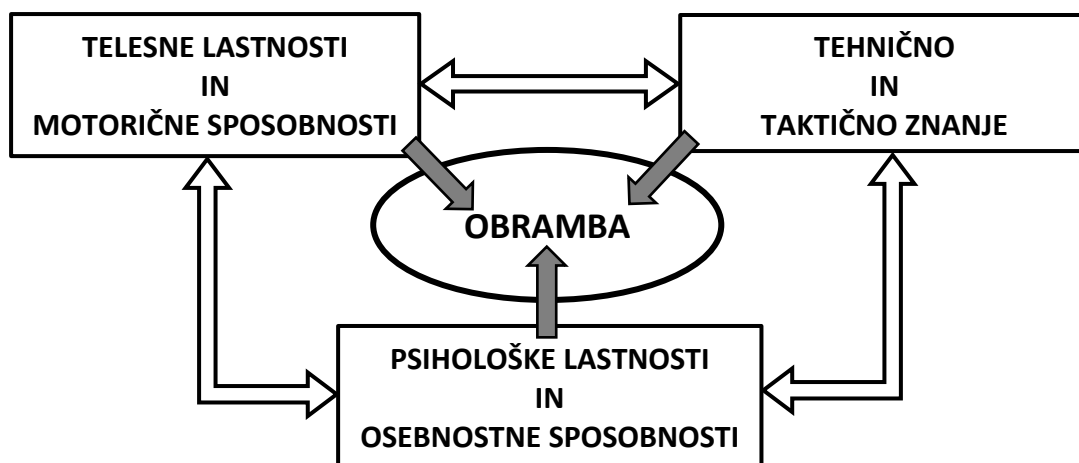 TELESNE LASTNOSTI
IN
MOTORIČNE SPOSOBNOSTI
TEHNIČNO
IN
TAKTIČNO ZNANJE
OBRAMBA
PSIHOLOŠKE LASTNOSTI
IN
OSEBNOSTNE SPOSOBNOSTI